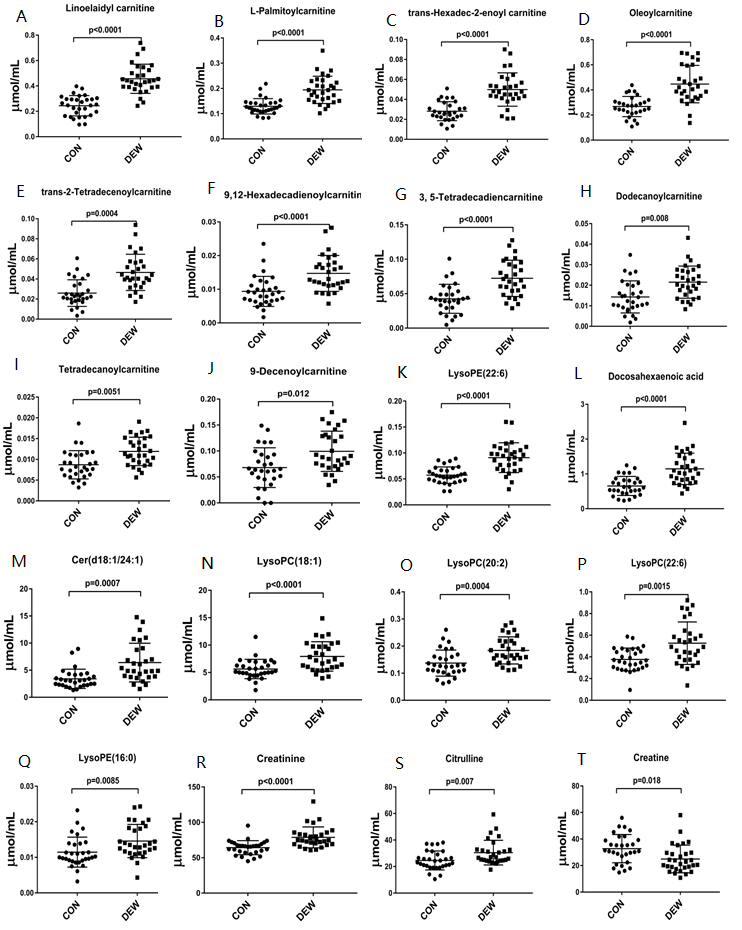 A
Linoelaidyl carnitine
p<0.0001
μmol/mL
0.8
0.6
0.4
0.2
0.0
CON
DEW
B
L-Palmitoylcarnitine
p<0.0001
μmol/mL
0.4
0.3
0.2
0.1
0.0
CON
DEW
C
trans-Hexadec-2-enoyl carnitine
p<0.0001
μmol/mL
0.10
0.08
0.06
0.04
0.02
0.00
CON
DEW
D
Oleoylcarnitine
p<0.0001
μmol/mL
0.8
0.6
0.4
0.2
0.0
CON
DEW
E
trans-2-Tetradecenoylcarnitine
p=0.0004
μmol/mL
0.10
0.08
0.06
0.04
0.02
0.00
CON
DEW
F
9,12-Hexadecadienoylcarnitin
p<0.0001
μmol/mL
0.03
0.02
0.01
0.00
CON
DEW
G
3, 5-Tetradecadiencarnitine
p<0.0001
μmol/mL
0.15
0.10
0.05
0.00
CON
DEW
H
Dodecanoylcarnitine
p=0.008
μmol/mL
0.05
0.04
0.03
0.02
0.01
0.00
CON
DEW
I
Tetradecanoylcarnitine
p=0.0051
μmol/mL
0.025
0.020
0.015
0.010
0.005
0.000
CON
DEW
J
9-Decenoylcarnitine
p=0.012
μmol/mL
0.20
0.15
0.10
0.05
0.00
CON
DEW
K
LysoPE(22:6)
p<0.0001
μmol/mL
0.20
0.15
0.10
0.05
0.00
CON
DEW
L
Docosahexaenoic acid
p<0.0001
μmol/mL
3
2
1
0
CON
DEW
M
Cer(d18:1/24:1)
p=0.0007
μmol/mL
20
15
10
5
0
CON
DEW
N
LysoPC(18:1)
p<0.0001
μmol/mL
20
15
10
5
0
CON
DEW
O
LysoPC(20:2)
p=0.0004
μmol/mL
0.4
0.3
0.2
0.1
0.0
CON
DEW
P
LysoPC(22:6)
p=0.0015
μmol/mL
1.0
0.8
0.6
0.4
0.2
0.0
CON
DEW
Q
LysoPE(16:0)
p=0.0085
μmol/mL
0.03
0.02
0.01
0.00
CON
DEW
R
Creatinine
p<0.0001
μmol/mL
150
100
50
0
CON
DEW
S
Citrulline
p=0.007
μmol/mL
80
60
40
20
0
CON
DEW
T
Creatine
p=0.018
μmol/mL
80
60
40
20
0
CON
DEW